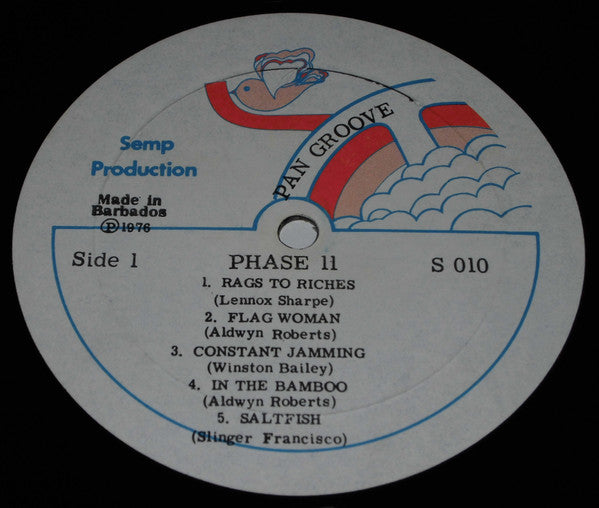 Semp
Production
Made in
Barbados
Ⓟ1976
PAN GROOVE
Side 1
PHASE 11
S 010
1. RAGS TO RICHES
(Lennox Sharpe)
2. FLAG WOMAN
(Aldwyn Roberts)
3. CONSTANT JAMMING
(Winston Bailey)
4. IN THE BAMBOO
(Aldwyn Roberts)
5. SALTFISH
(Slinger Francisco)